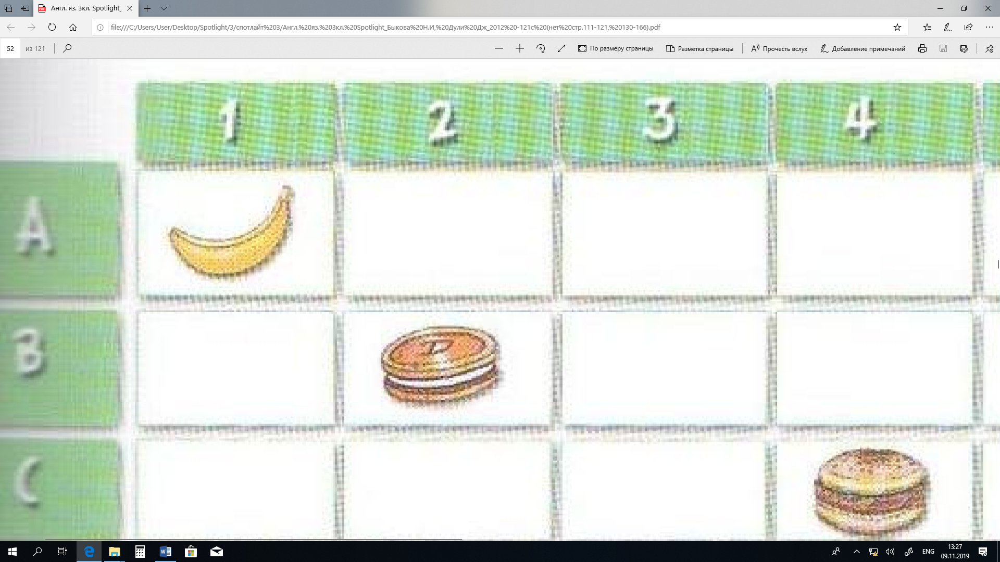 Англ. яз. 3кл. Spotlight_
file:///C:/Users/User/Desktop/Spotlight/3/спотлайт%203/Англ.%20яз.%203кл.%20Spotlight_Быкова%20Н.И,%20Дули%20Дж_2012%20-121с%20(нет%20стр.111-121,%20130-166).pdf
52 из 121 По размеру страницы Разметка страницы Прочесть вслух Добавление примечаний
1 2 3 4
A
B
C
ENG 13:27
09.11.2019